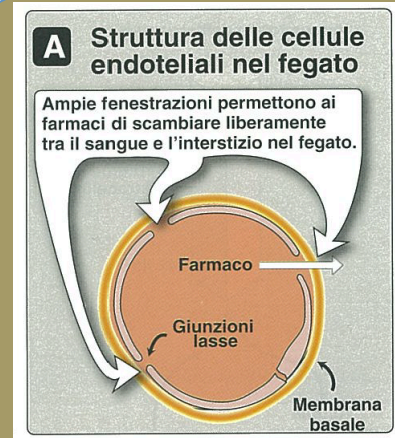 A Struttura delle cellule
endoteliali nel fegato
Ampie fenestrazioni permettono ai
farmaci di scambiare liberamente
tra il sangue e l'interstizio nel fegato.
Farmaco
Giunzioni
lasse
Membrana
basale